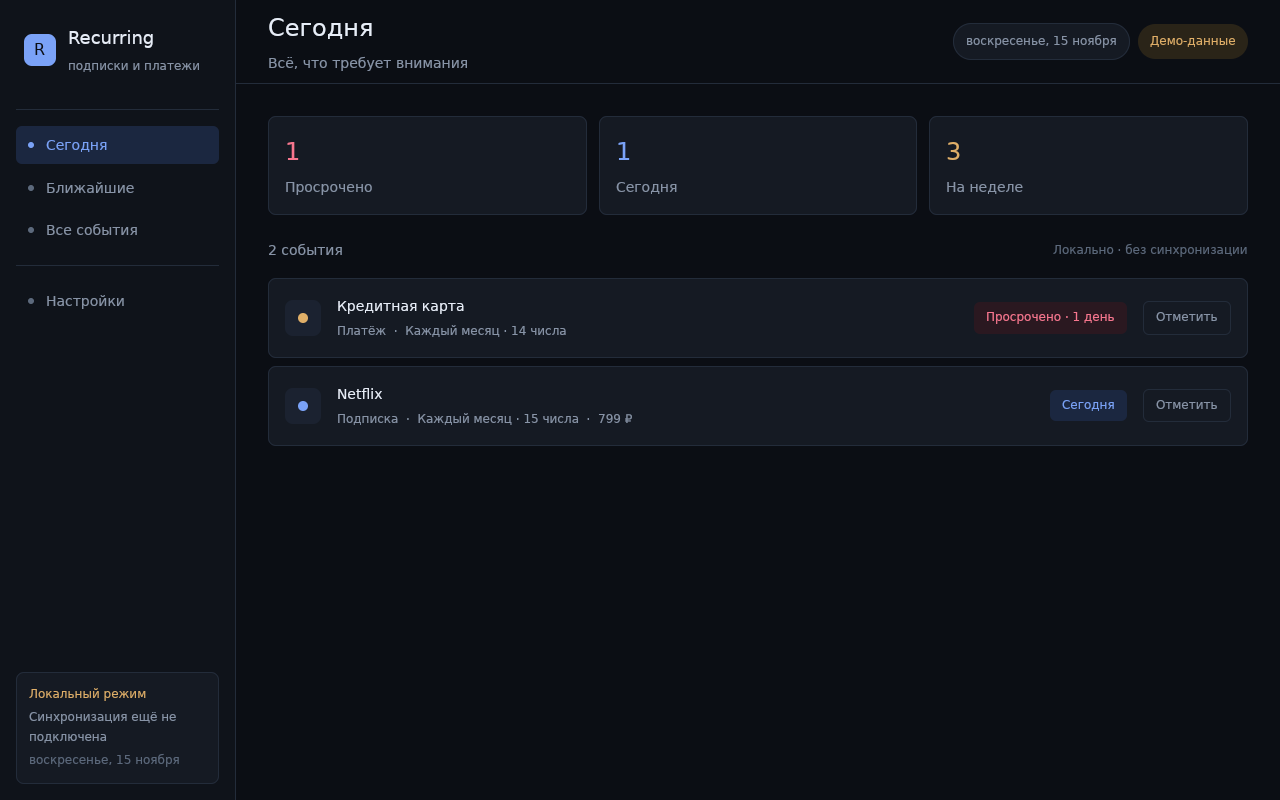 R
Recurring
подписки и платежи
Сегодня
Ближайшие
Все события
Настройки
Локальный режим
Синхронизация ещё не
подключена
воскресенье, 15 ноября
Сегодня
Всё, что требует внимания
воскресенье, 15 ноября
Демо-данные
1
Просрочено
1
Сегодня
3
На неделе
2 события
Локально · без синхронизации
Кредитная карта
Платёж · Каждый месяц · 14 числа
Просрочено · 1 день
Отметить
Netflix
Подписка · Каждый месяц · 15 числа · 799 ₽
Сегодня
Отметить